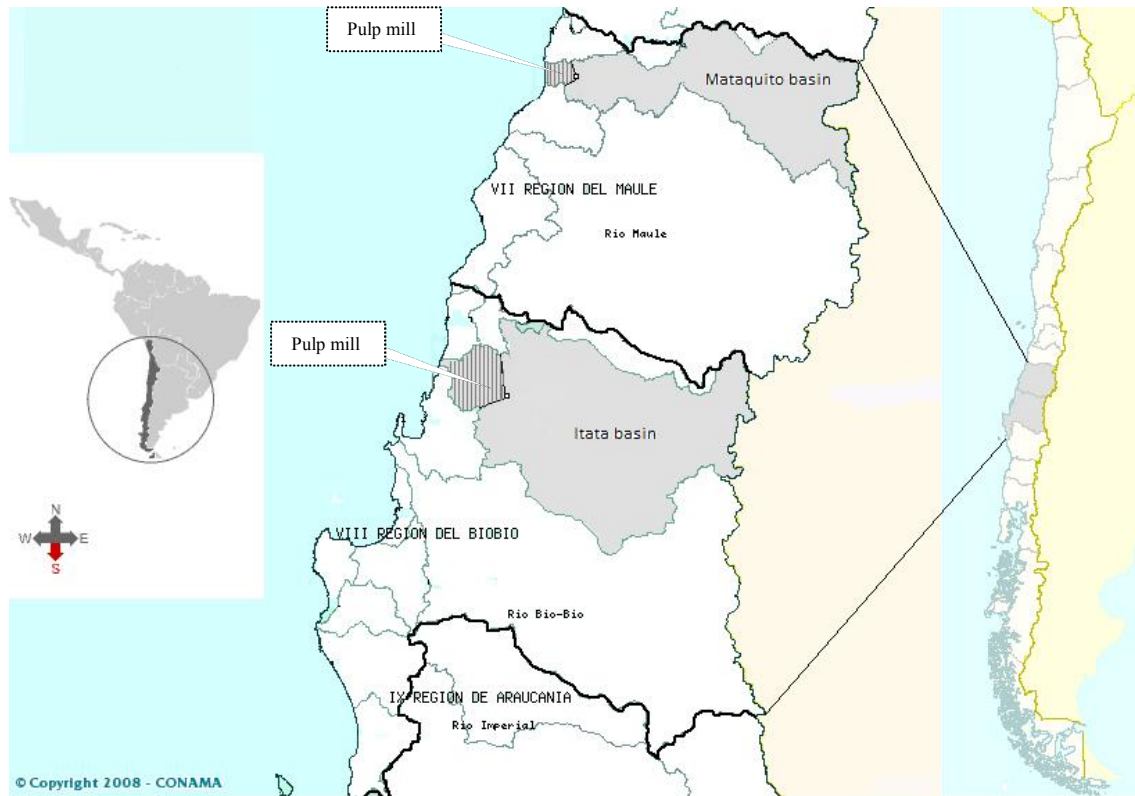 Pulp mill
Mataquito basin
VII REGION DEL MAULE
Rio Maule
Pulp mill
Itata basin
N
W E
S
VIII REGION DEL BIOBIO
Rio Bio-Bio
IX REGION DE ARAUCANIA
Rio Imperial
© Copyright 2008 - CONAMA